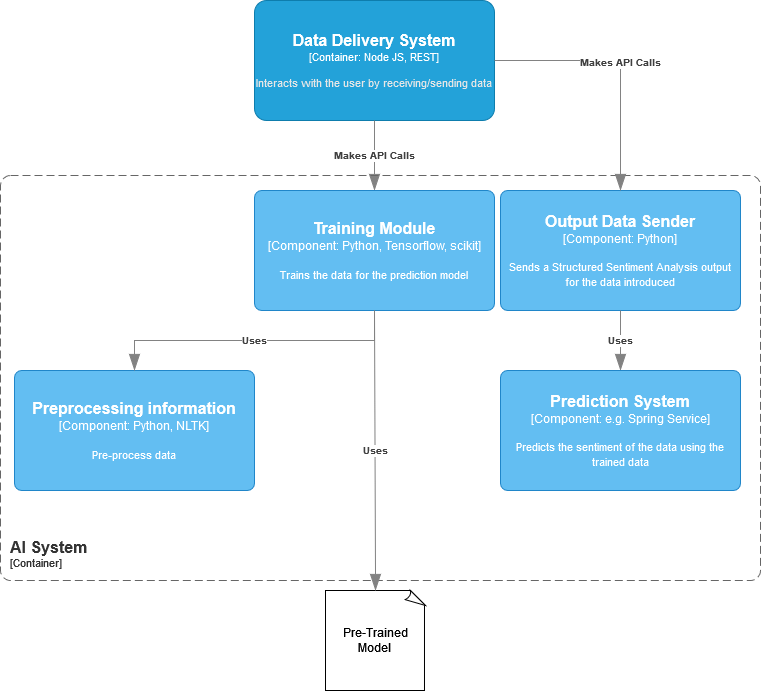 Data Delivery System
[Container: Node JS, REST]
Interacts with the user by receiving/sending data
Makes API Calls
Makes API Calls
Training Module
[Component: Python, Tensorflow, scikit]
Trains the data for the prediction model
Output Data Sender
[Component: Python]
Sends a Structured Sentiment Analysis output
for the data introduced
Uses
Uses
Preprocessing information
[Component: Python, NLTK]
Pre-process data
Prediction System
[Component: e.g. Spring Service]
Predicts the sentiment of the data using the
trained data
Uses
AI System
[Container]
Pre-Trained
Model